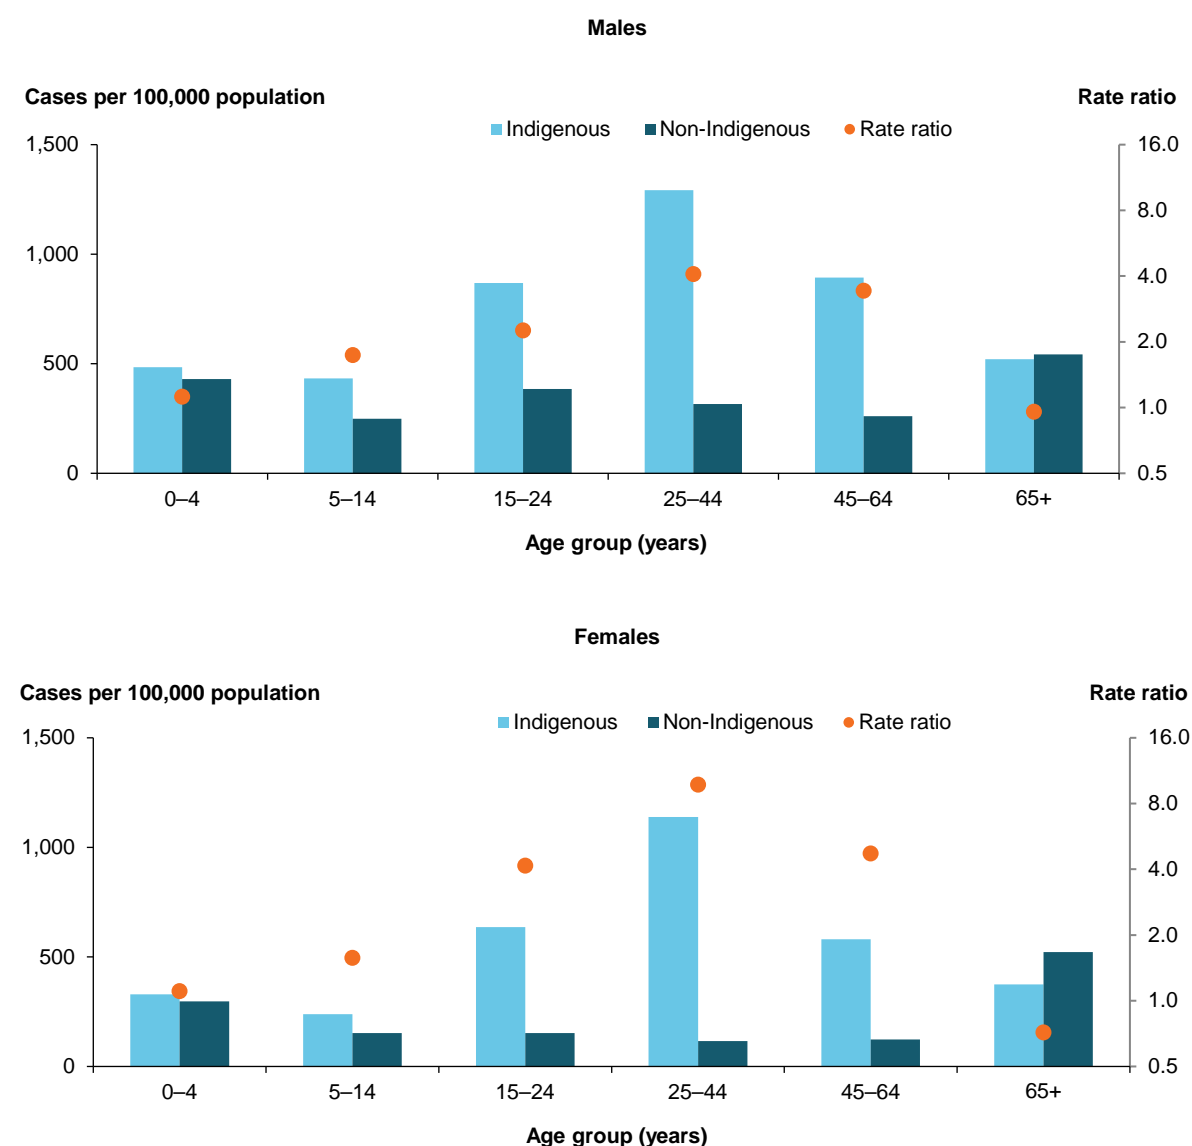 Males
Cases per 100,000 population
Rate ratio
Indigenous Non-Indigenous Rate ratio
1,500
1,000
500
0
16.0
8.0
4.0
2.0
1.0
0.5
0–4 5–14 15–24 25–44 45–64 65+
Age group (years)
Females
Cases per 100,000 population
Rate ratio
Indigenous Non-Indigenous Rate ratio
1,500
1,000
500
0
16.0
8.0
4.0
2.0
1.0
0.5
0–4 5–14 15–24 25–44 45–64 65+
Age group (years)